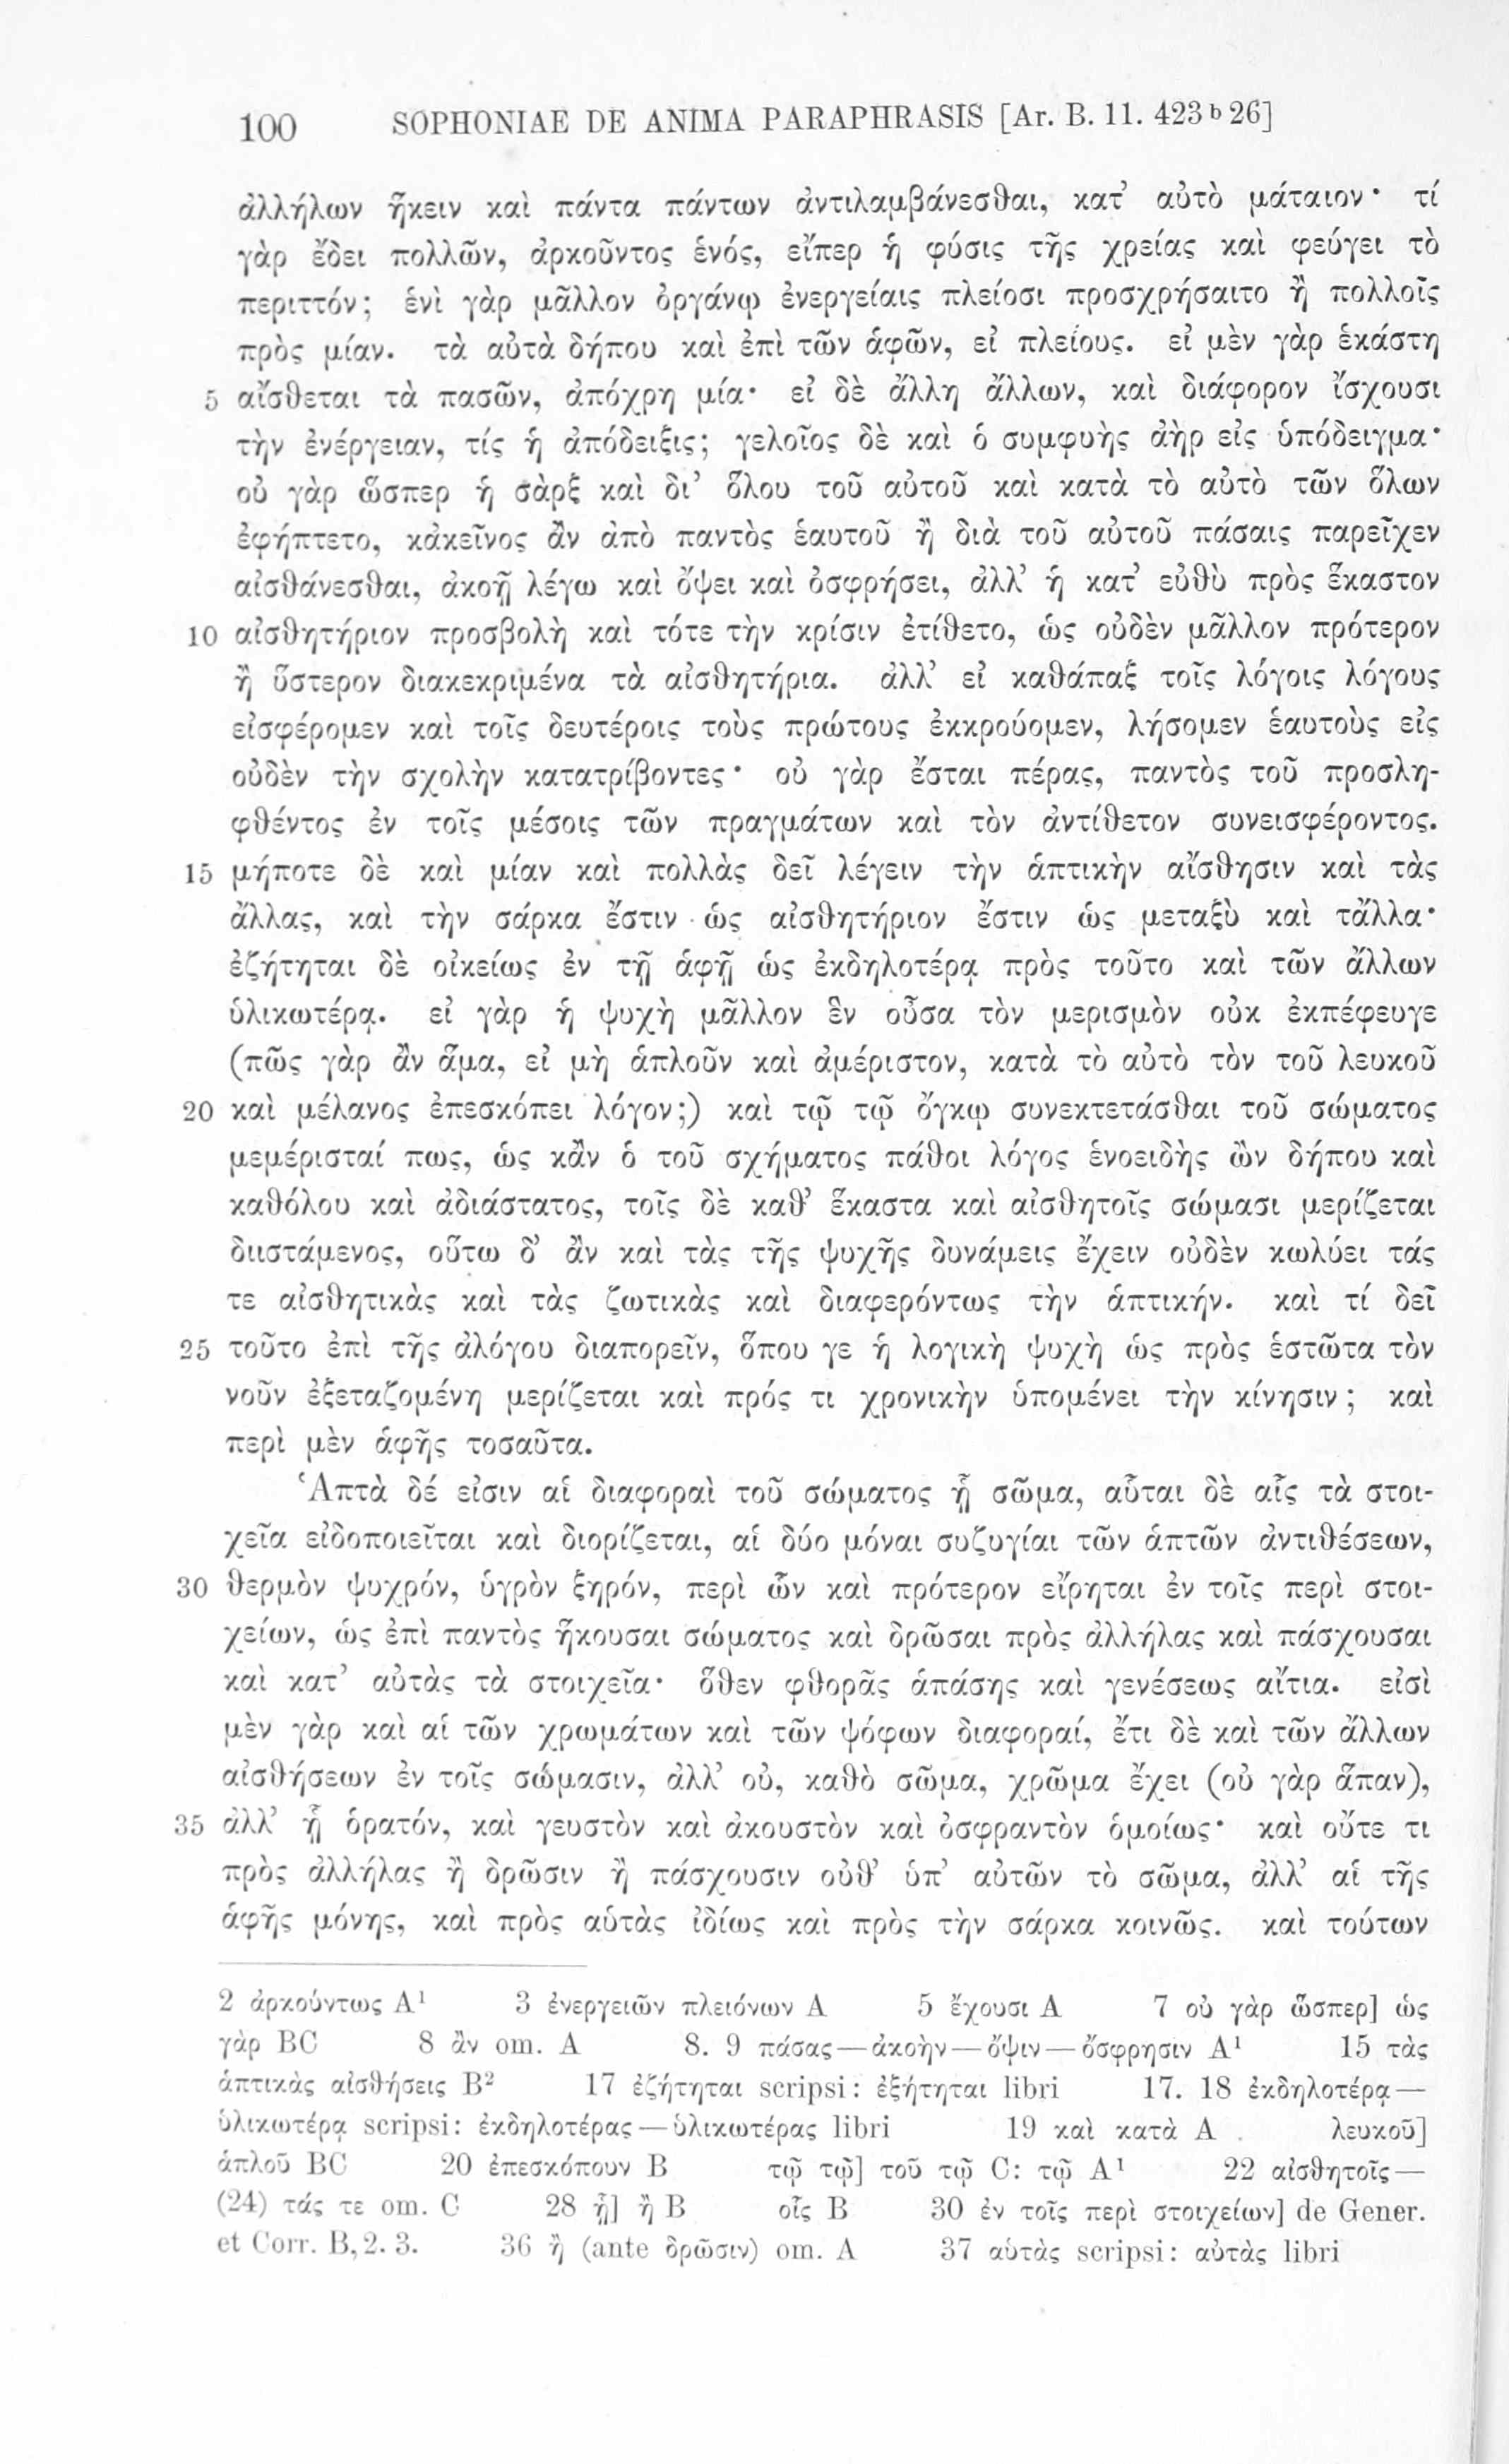 100 SOPHONIAE DE ANIMA PARAPHRASIS [Ar. B. 11. 423 b 26]
ἀλλήλων ἥκειν καὶ πάντα πάντων ἀντιλαμβάνεσθαι, κατ᾽ αὐτὸ μάταιον· τί
γὰρ ἔδει πολλῶν, ἀρκοῦντος ἑνός, εἴπερ ἡ φύσις τῆς χρείας καὶ φεύγει τὸ
περιττόν; ἑνὶ γὰρ μᾶλλον ὀργάνῳ ἐνεργείαις πλείοσι προσχρήσαιτο ἢ πολλοῖς
πρὸς μίαν. τὰ αὐτὰ δήπου καὶ ἐπὶ τῶν ἁφῶν, εἰ πλείους. εἰ μὲν γὰρ ἑκάστη
5 αἴσθεται τὰ πασῶν, ἀπόχρη μία· εἰ δὲ ἄλλη ἄλλων, καὶ διάφορον ἴσχουσι
τὴν ἐνέργειαν, τίς ἡ ἀπόδειξις; γελοῖος δὲ καὶ ὁ συμφυὴς ἀὴρ εἰς ὑπόδειγμα·
οὐ γὰρ ὥσπερ ἡ σὰρξ καὶ δι᾽ ὅλου τοῦ αὐτοῦ καὶ κατὰ τὸ αὐτὸ τῶν ὅλων
ἐφήπτετο, κἀκεῖνος ἂν ἀπὸ παντὸς ἑαυτοῦ ἢ διὰ τοῦ αὐτοῦ πάσαις παρεῖχεν
αἰσθάνεσθαι, ἀκοῇ λέγω καὶ ὄψει καὶ ὀσφρήσει, ἀλλ᾽ ἡ κατ᾽ εὐθὺ πρὸς ἕκαστον
10 αἰσθητήριον προσβολὴ καὶ τότε τὴν κρίσιν ἐτίθετο, ὡς οὐδὲν μᾶλλον πρότερον
ἢ ὕστερον διακεκριμένα τὰ αἰσθητήρια. ἀλλ᾽ εἰ καθάπαξ τοῖς λόγοις λόγους
εἰσφέρομεν καὶ τοῖς δευτέροις τοὺς πρώτους ἐκκρούομεν, λήσομεν ἑαυτοὺς εἰς
οὐδὲν τὴν σχολὴν κατατρίβοντες· οὐ γὰρ ἔσται πέρας, παντὸς τοῦ προσλη-
φθέντος ἐν τοῖς μέσοις τῶν πραγμάτων καὶ τὸν ἀντίθετον συνεισφέροντος.
15 μήποτε δὲ καὶ μίαν καὶ πολλὰς δεῖ λέγειν τὴν ἁπτικὴν αἴσθησιν καὶ τὰς
ἄλλας, καὶ τὴν σάρκα ἔστιν ὡς αἰσθητήριον ἔστιν ὡς μεταξὺ καὶ τἄλλα·
ἐζήτηται δὲ οἰκείως ἐν τῇ ἁφῇ ὡς ἐκδηλοτέρᾳ πρὸς τοῦτο καὶ τῶν ἄλλων
ὑλικωτέρᾳ. εἰ γὰρ ἡ ψυχὴ μᾶλλον ἓν οὖσα τὸν μερισμὸν οὐκ ἐκπέφευγε
(πῶς γὰρ ἂν ἅμα, εἰ μὴ ἁπλοῦν καὶ ἀμέριστον, κατὰ τὸ αὐτὸ τὸν τοῦ λευκοῦ
20 καὶ μέλανος ἐπεσκόπει λόγον;) καὶ τῷ τῷ ὄγκῳ συνεκτετάσθαι τοῦ σώματος
μεμέρισταί πως, ὡς κἂν ὁ τοῦ σχήματος πάθοι λόγος ἑνοειδὴς ὢν δήπου καὶ
καθόλου καὶ ἀδιάστατος, τοῖς δὲ καθ᾽ ἕκαστα καὶ αἰσθητοῖς σώμασι μερίζεται
διιστάμενος, οὕτω δ᾽ ἂν καὶ τὰς τῆς ψυχῆς δυνάμεις ἔχειν οὐδὲν κωλύει τάς
τε αἰσθητικὰς καὶ τὰς ζωτικὰς καὶ διαφερόντως τὴν ἁπτικήν. καὶ τί δεῖ
25 τοῦτο ἐπὶ τῆς ἀλόγου διαπορεῖν, ὅπου γε ἡ λογικὴ ψυχὴ ὡς πρὸς ἑστῶτα τὸν
νοῦν ἐξεταζομένη μερίζεται καὶ πρός τι χρονικὴν ὑπομένει τὴν κίνησιν; καὶ
περὶ μὲν ἁφῆς τοσαῦτα.
Ἁπτὰ δέ εἰσιν αἱ διαφοραὶ τοῦ σώματος ᾗ σῶμα, αὗται δὲ αἷς τὰ στοι-
χεῖα εἰδοποιεῖται καὶ διορίζεται, αἱ δύο μόναι συζυγίαι τῶν ἁπτῶν ἀντιθέσεων,
30 θερμὸν ψυχρόν, ὑγρὸν ξηρόν, περὶ ὧν καὶ πρότερον εἴρηται ἐν τοῖς περὶ στοι-
χείων, ὡς ἐπὶ παντὸς ἥκουσαι σώματος καὶ δρῶσαι πρὸς ἀλλήλας καὶ πάσχουσαι
καὶ κατ᾽ αὐτὰς τὰ στοιχεῖα· ὅθεν φθορᾶς ἁπάσης καὶ γενέσεως αἴτια. εἰσὶ
μὲν γὰρ καὶ αἱ τῶν χρωμάτων καὶ τῶν ψόφων διαφοραί, ἔτι δὲ καὶ τῶν ἄλλων
αἰσθήσεων ἐν τοῖς σώμασιν, ἀλλ᾽ οὐ, καθὸ σῶμα, χρῶμα ἔχει (οὐ γὰρ ἅπαν),
35 ἀλλ᾽ ᾗ ὁρατόν, καὶ γευστὸν καὶ ἀκουστὸν καὶ ὀσφραντὸν ὁμοίως· καὶ οὔτε τι
πρὸς ἀλλήλας ἢ δρῶσιν ἢ πάσχουσιν οὐθ᾽ ὑπ᾽ αὐτῶν τὸ σῶμα, ἀλλ᾽ αἱ τῆς
ἁφῆς μόνης, καὶ πρὸς αὑτὰς ἰδίως καὶ πρὸς τὴν σάρκα κοινῶς. καὶ τούτων
2 ἀρκούντως A¹ 3 ἐνεργειῶν πλειόνων A 5 ἔχουσι A 7 οὐ γὰρ ὥσπερ] ὡς
γὰρ BC 8 ἂν om. A 8. 9 πάσας—ἀκοὴν—ὄψιν—ὄσφρησιν A¹ 15 τὰς
ἁπτικὰς αἰσθήσεις B² 17 ἐζήτηται scripsi: ἐξήτηται libri 17. 18 ἐκδηλοτέρᾳ—
ὑλικωτέρᾳ scripsi: ἐκδηλοτέρας—ὑλικωτέρας libri 19 καὶ κατὰ A λευκοῦ]
ἁπλοῦ BC 20 ἐπεσκόπουν B τῷ τῷ] τοῦ τῷ C: τῷ A¹ 22 αἰσθητοῖς—
(24) τάς τε om. C 28 ᾗ] ἢ B οἷς B 30 ἐν τοῖς περὶ στοιχείων] de Gener.
et Corr. B, 2. 3. 36 ἢ (ante δρῶσιν) om. A 37 αὑτὰς scripsi: αὐτὰς libri